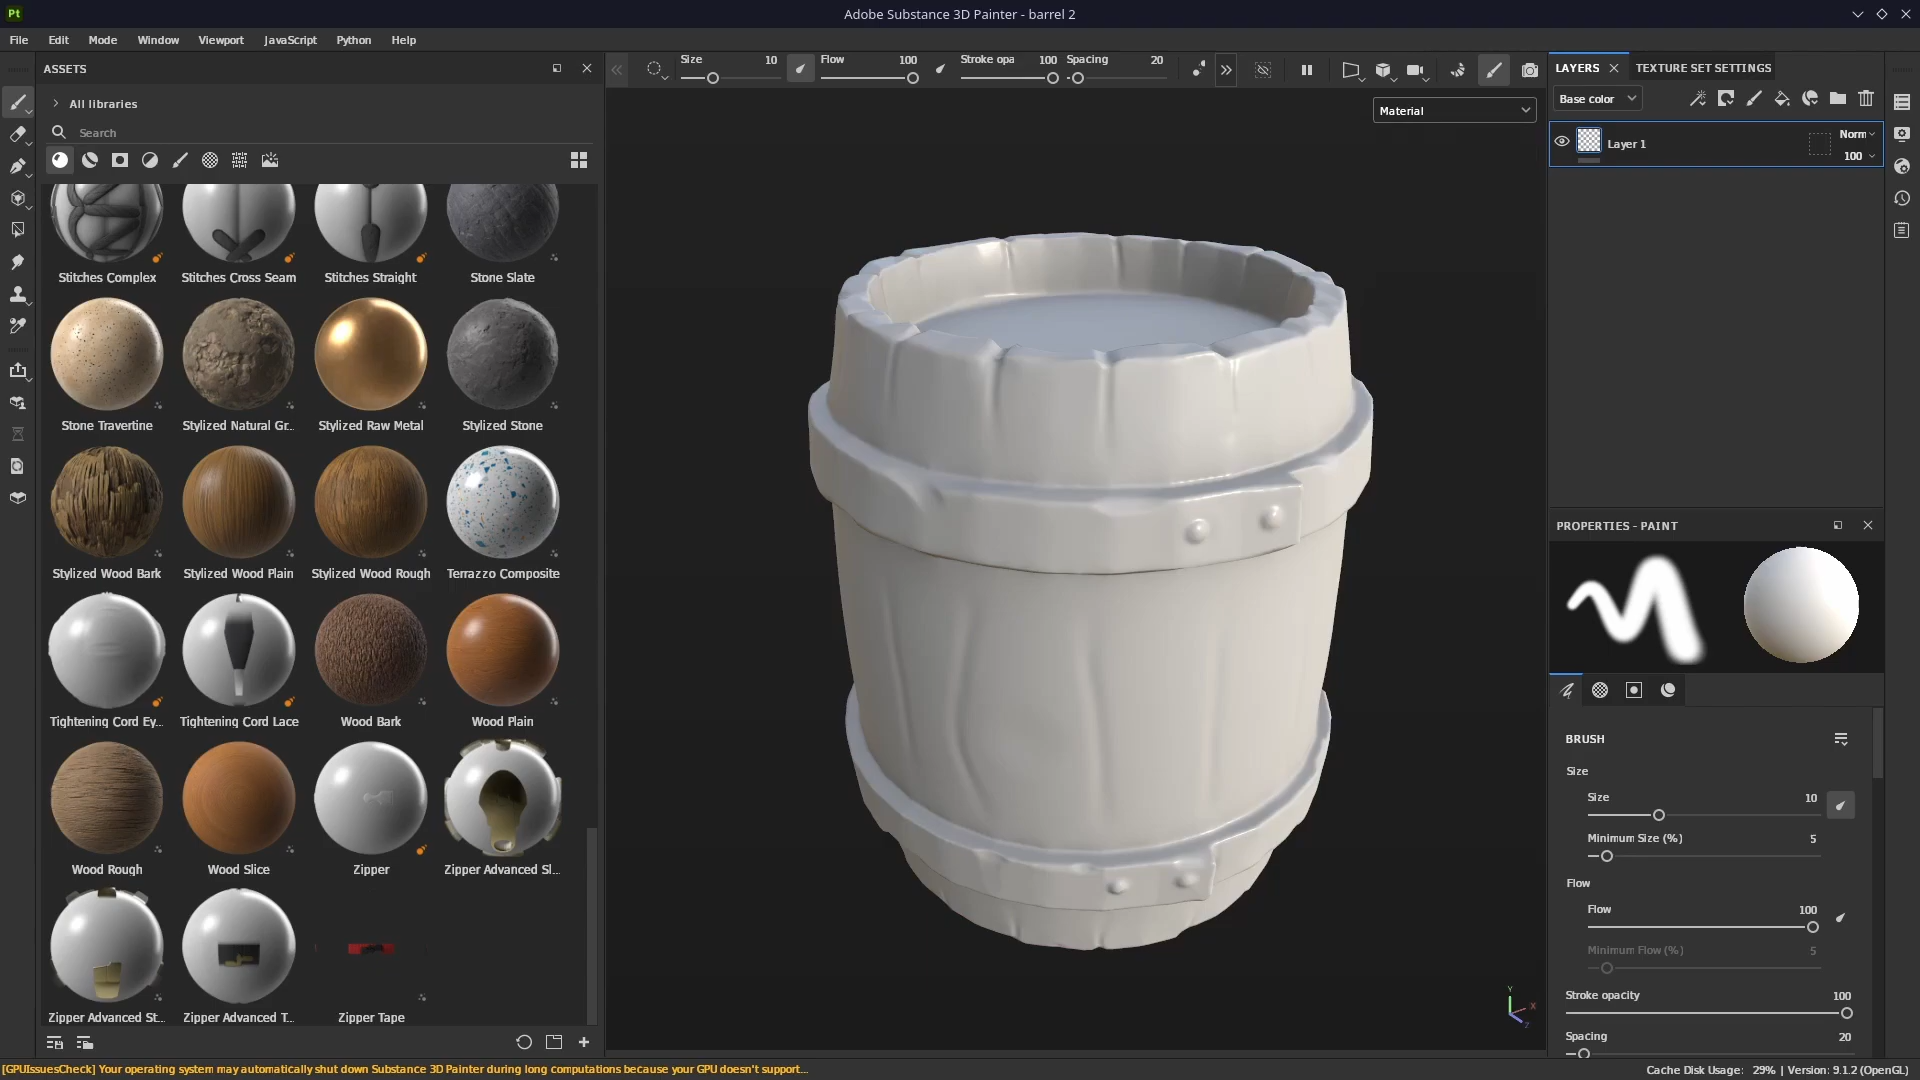 Pt
Adobe Substance 3D Painter - barrel 2
File Edit Mode Window Viewport JavaScript Python Help
ASSETS
All libraries
Search
Stitches Complex
Stitches Cross Seam
Stitches Straight
Stone Slate
Stone Travertine
Stylized Natural Gr...
Stylized Raw Metal
Stylized Stone
Stylized Wood Bark
Stylized Wood Plain
Stylized Wood Rough
Terrazzo Composite
Tightening Cord Ey...
Tightening Cord Lace
Wood Bark
Wood Plain
Wood Rough
Wood Slice
Zipper
Zipper Advanced Sl...
Zipper Advanced St...
Zipper Advanced T...
Zipper Tape
Size 10
Flow 100
Stroke opa 100
Spacing 20
Material
Y
X
Z
LAYERS
TEXTURE SET SETTINGS
Base color
Layer 1
Norm
100
PROPERTIES - PAINT
BRUSH
Size
Size 10
Minimum Size (%) 5
Flow
Flow 100
Minimum Flow (%) 5
Stroke opacity 100
Spacing 20
[GPUIssuesCheck] Your operating system may automatically shut down Substance 3D Painter during long computations because your GPU doesn't support...
Cache Disk Usage: 29% | Version: 9.1.2 (OpenGL)